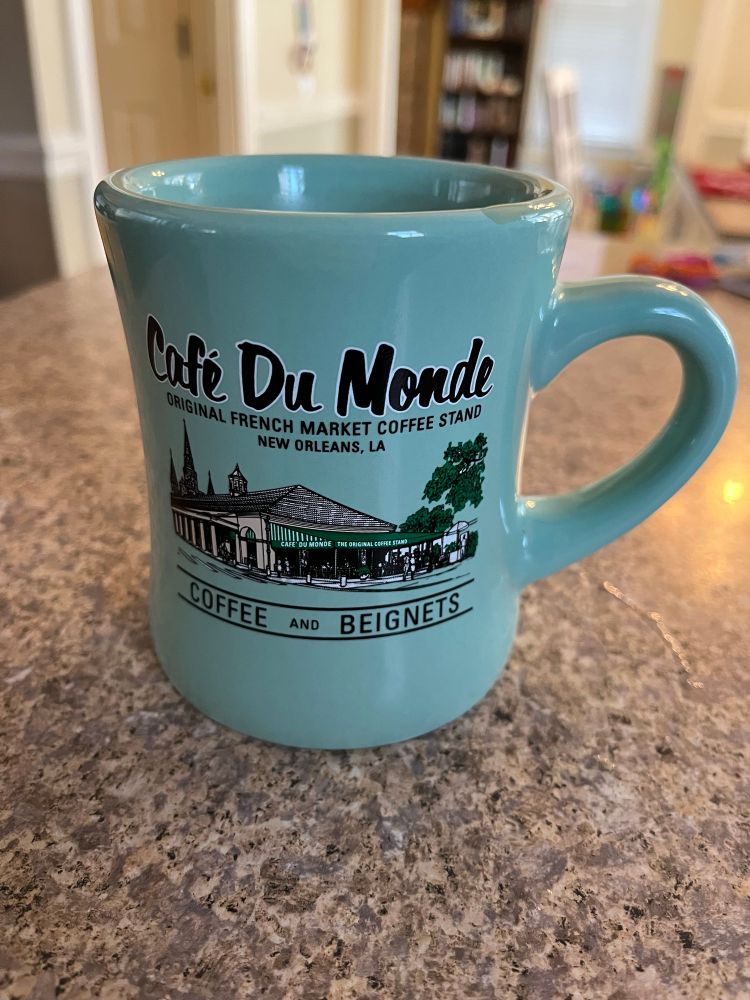 Café Du Monde
ORIGINAL FRENCH MARKET COFFEE STAND
NEW ORLEANS, LA
CAFE DU MONDE THE ORIGINAL COFFEE STAND
COFFEE AND BEIGNETS